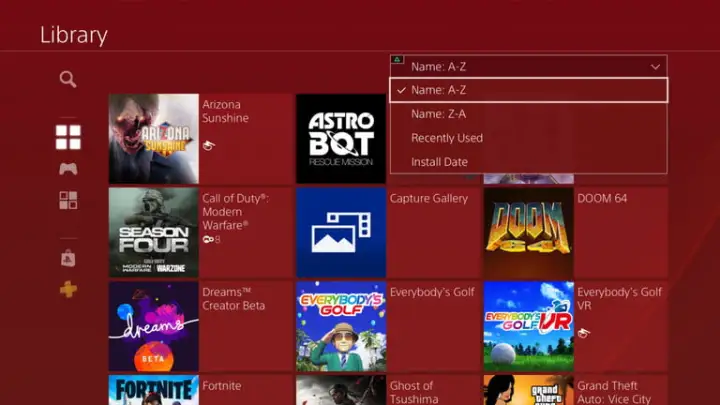 Library
Name: A-Z
Name: A-Z
Name: Z-A
Recently Used
Install Date
ARIZONA
SUNSHINE
Arizona
Sunshine
ASTRO
BOT
RESCUE MISSION
SEASON
FOUR
CALL OF DUTY
MODERN
WARFARE
WARZONE
Call of Duty®:
Modern
Warfare®
8
Capture Gallery
DOOM
64
DOOM 64
dreams
BETA
Dreams™
Creator Beta
EVERYBODY'S
GOLF
Everybody's Golf
EVERYBODY'S
GOLF VR
Everybody's Golf
VR
FORTNITE
Fortnite
Ghost of
Tsushima
grand
theft
Grand Theft
Auto: Vice City